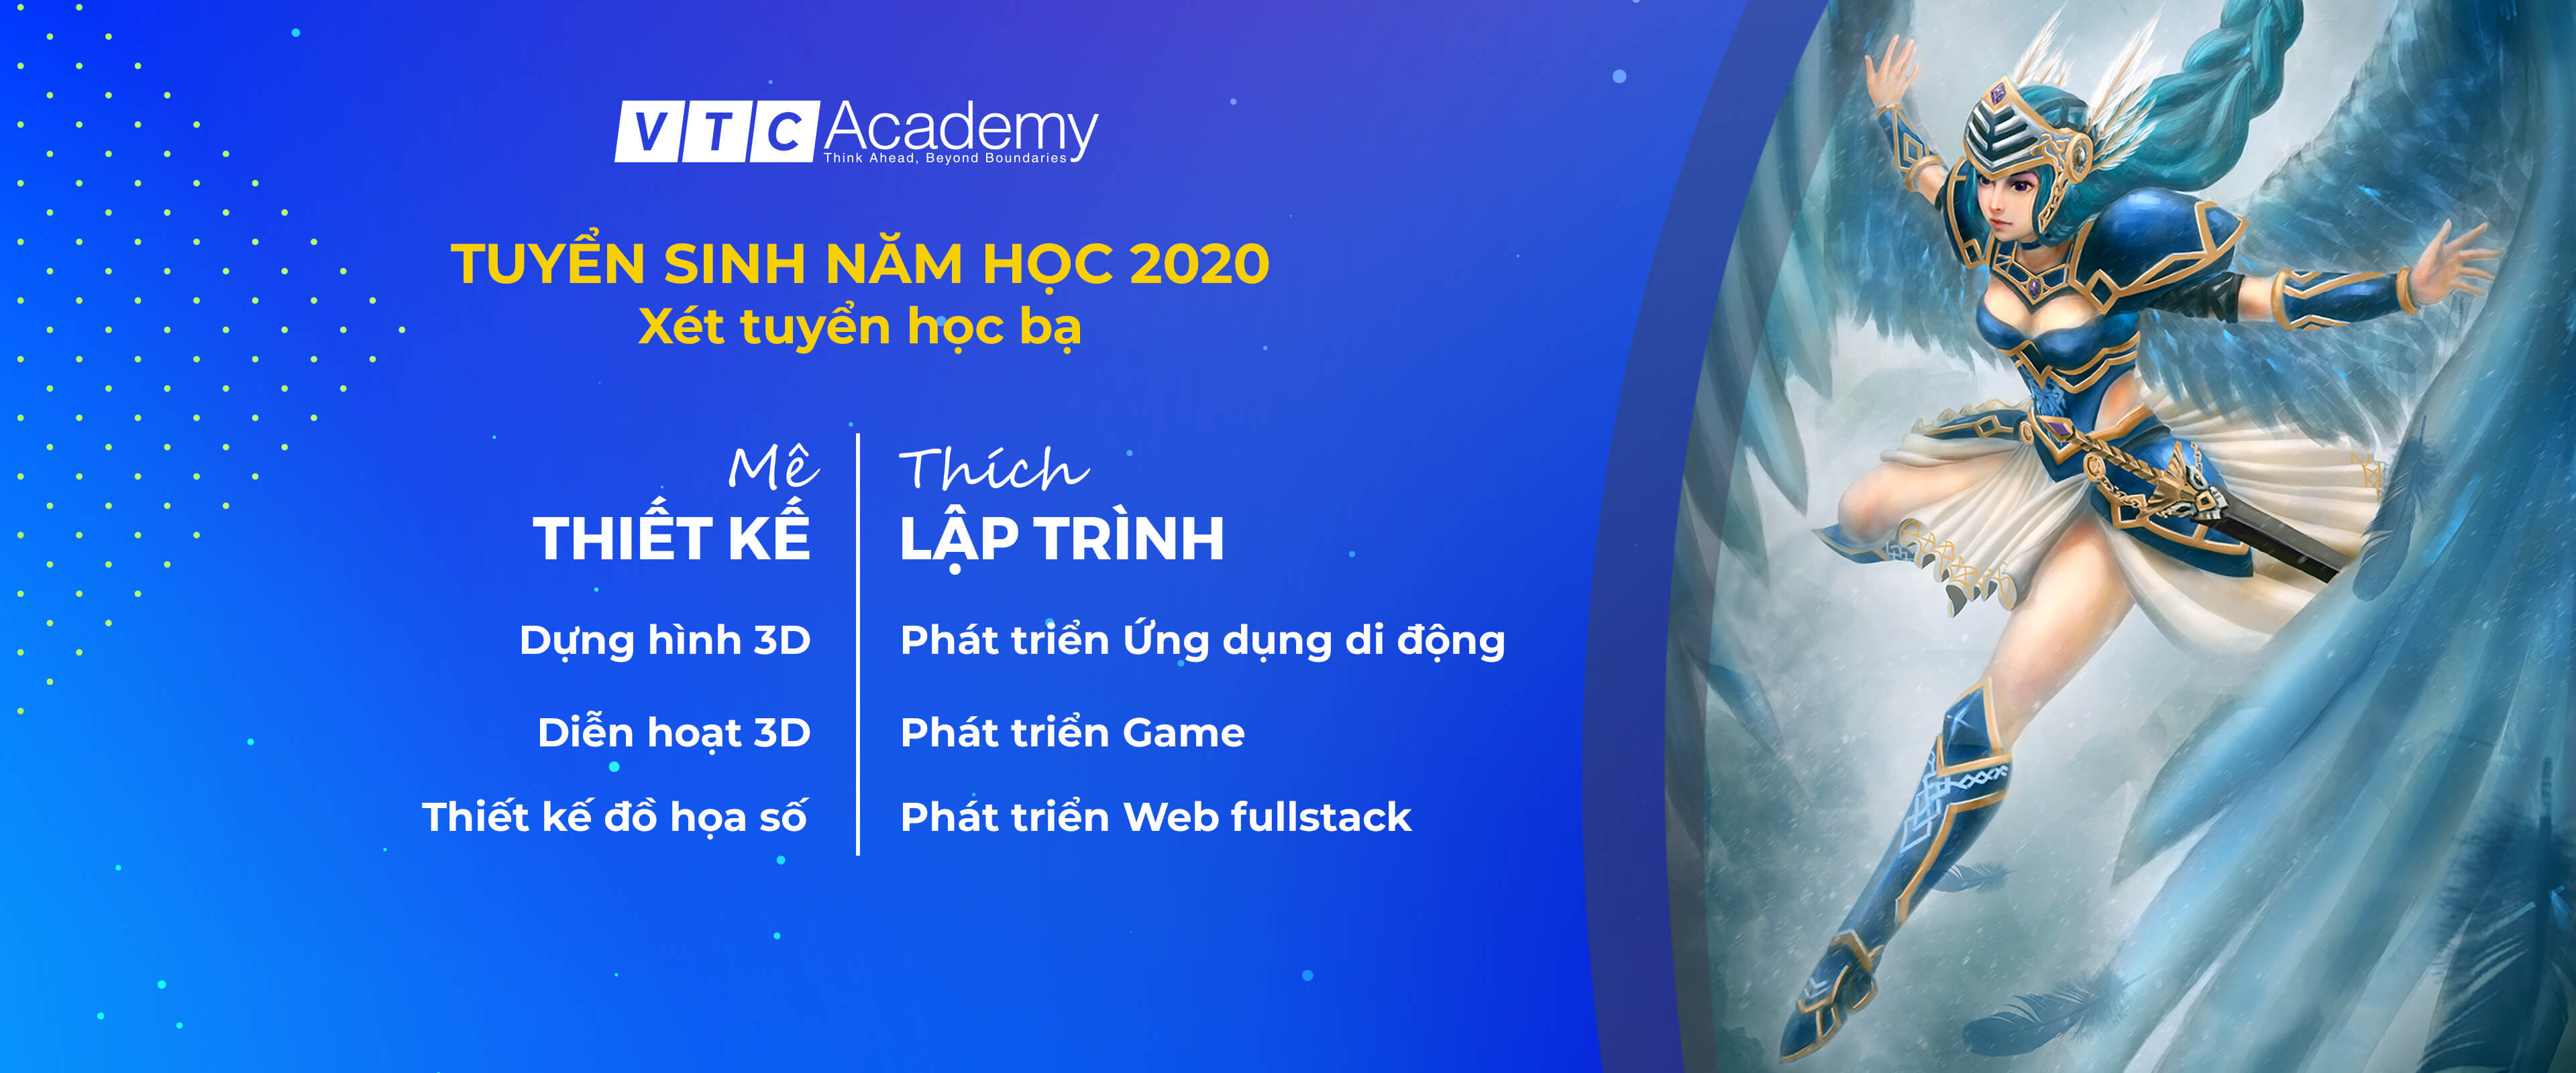 VTC Academy
Think Ahead, Beyond Boundaries
TUYỂN SINH NĂM HỌC 2020
Xét tuyển học bạ
Mê
THIẾT KẾ
Dựng hình 3D
Diễn hoạt 3D
Thiết kế đồ họa số
Thích
LẬP TRÌNH
Phát triển Ứng dụng di động
Phát triển Game
Phát triển Web fullstack